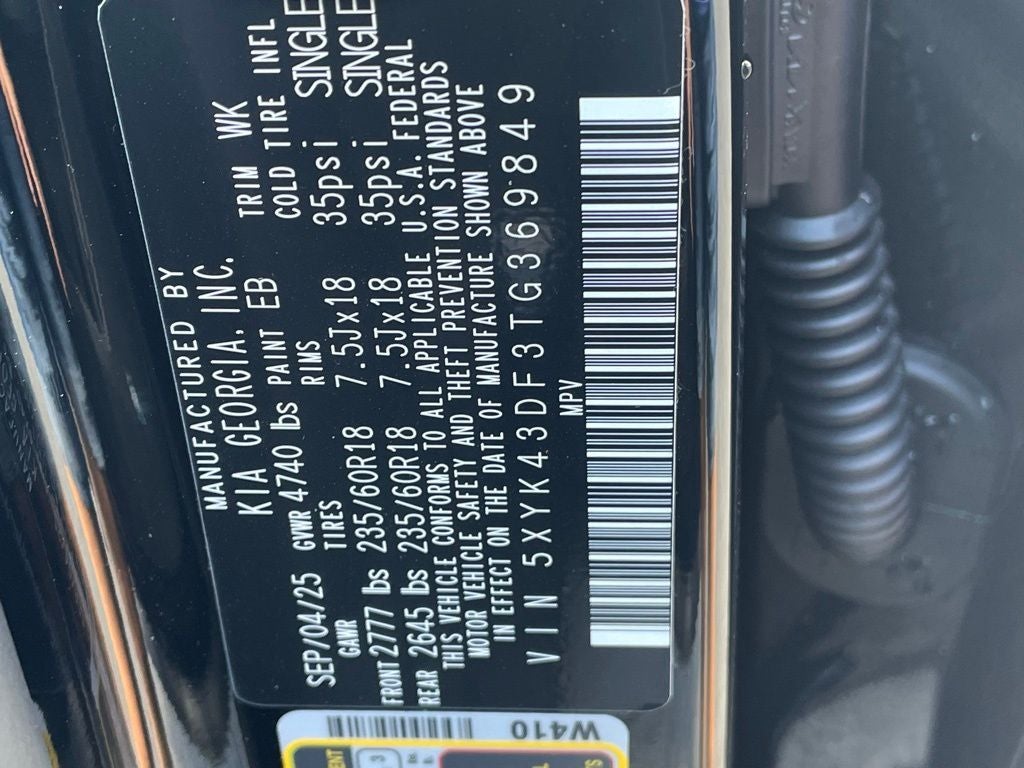 MANUFACTURED BY
KIA GEORGIA, INC.
SEP/04/25 GVWR 4740 lbs PAINT EB TRIM WK
GAWR TIRES RIMS COLD TIRE INFL
FRONT 2777 lbs 235/60R18 7.5Jx18 35psi SINGLE
REAR 2645 lbs 235/60R18 7.5Jx18 35psi SINGLE
THIS VEHICLE CONFORMS TO ALL APPLICABLE U.S.A. FEDERAL
MOTOR VEHICLE SAFETY AND THEFT PREVENTION STANDARDS
IN EFFECT ON THE DATE OF MANUFACTURE SHOWN ABOVE
VIN 5XYK43DF3TG369849
MPV
W410
3